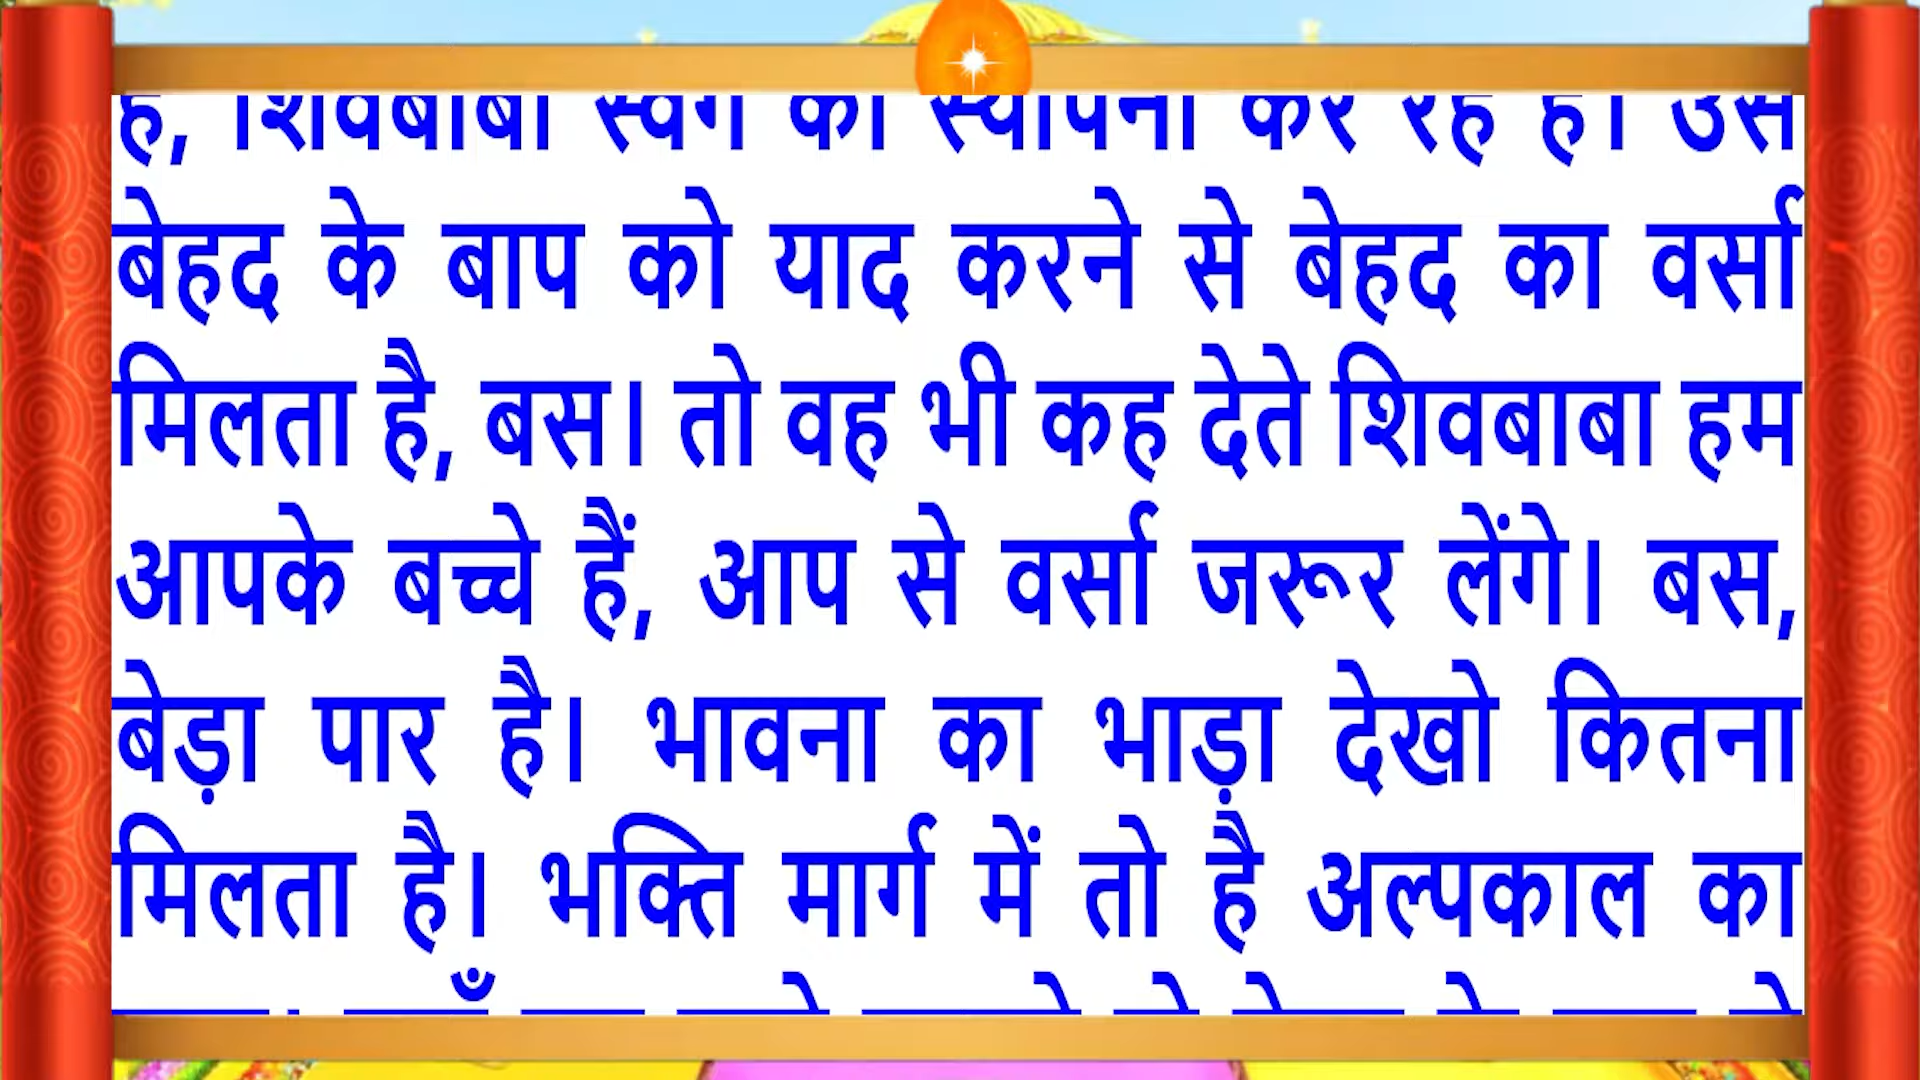 है, शिवबाबा स्वर्ग की स्थापना कर रहे हैं। उस
बेहद के बाप को याद करने से बेहद का वर्सा
मिलता है, बस। तो वह भी कह देते शिवबाबा हम
आपके बच्चे हैं, आप से वर्सा जरूर लेंगे। बस,
बेड़ा पार है। भावना का भाड़ा देखो कितना
मिलता है। भक्ति मार्ग में तो है अल्पकाल का